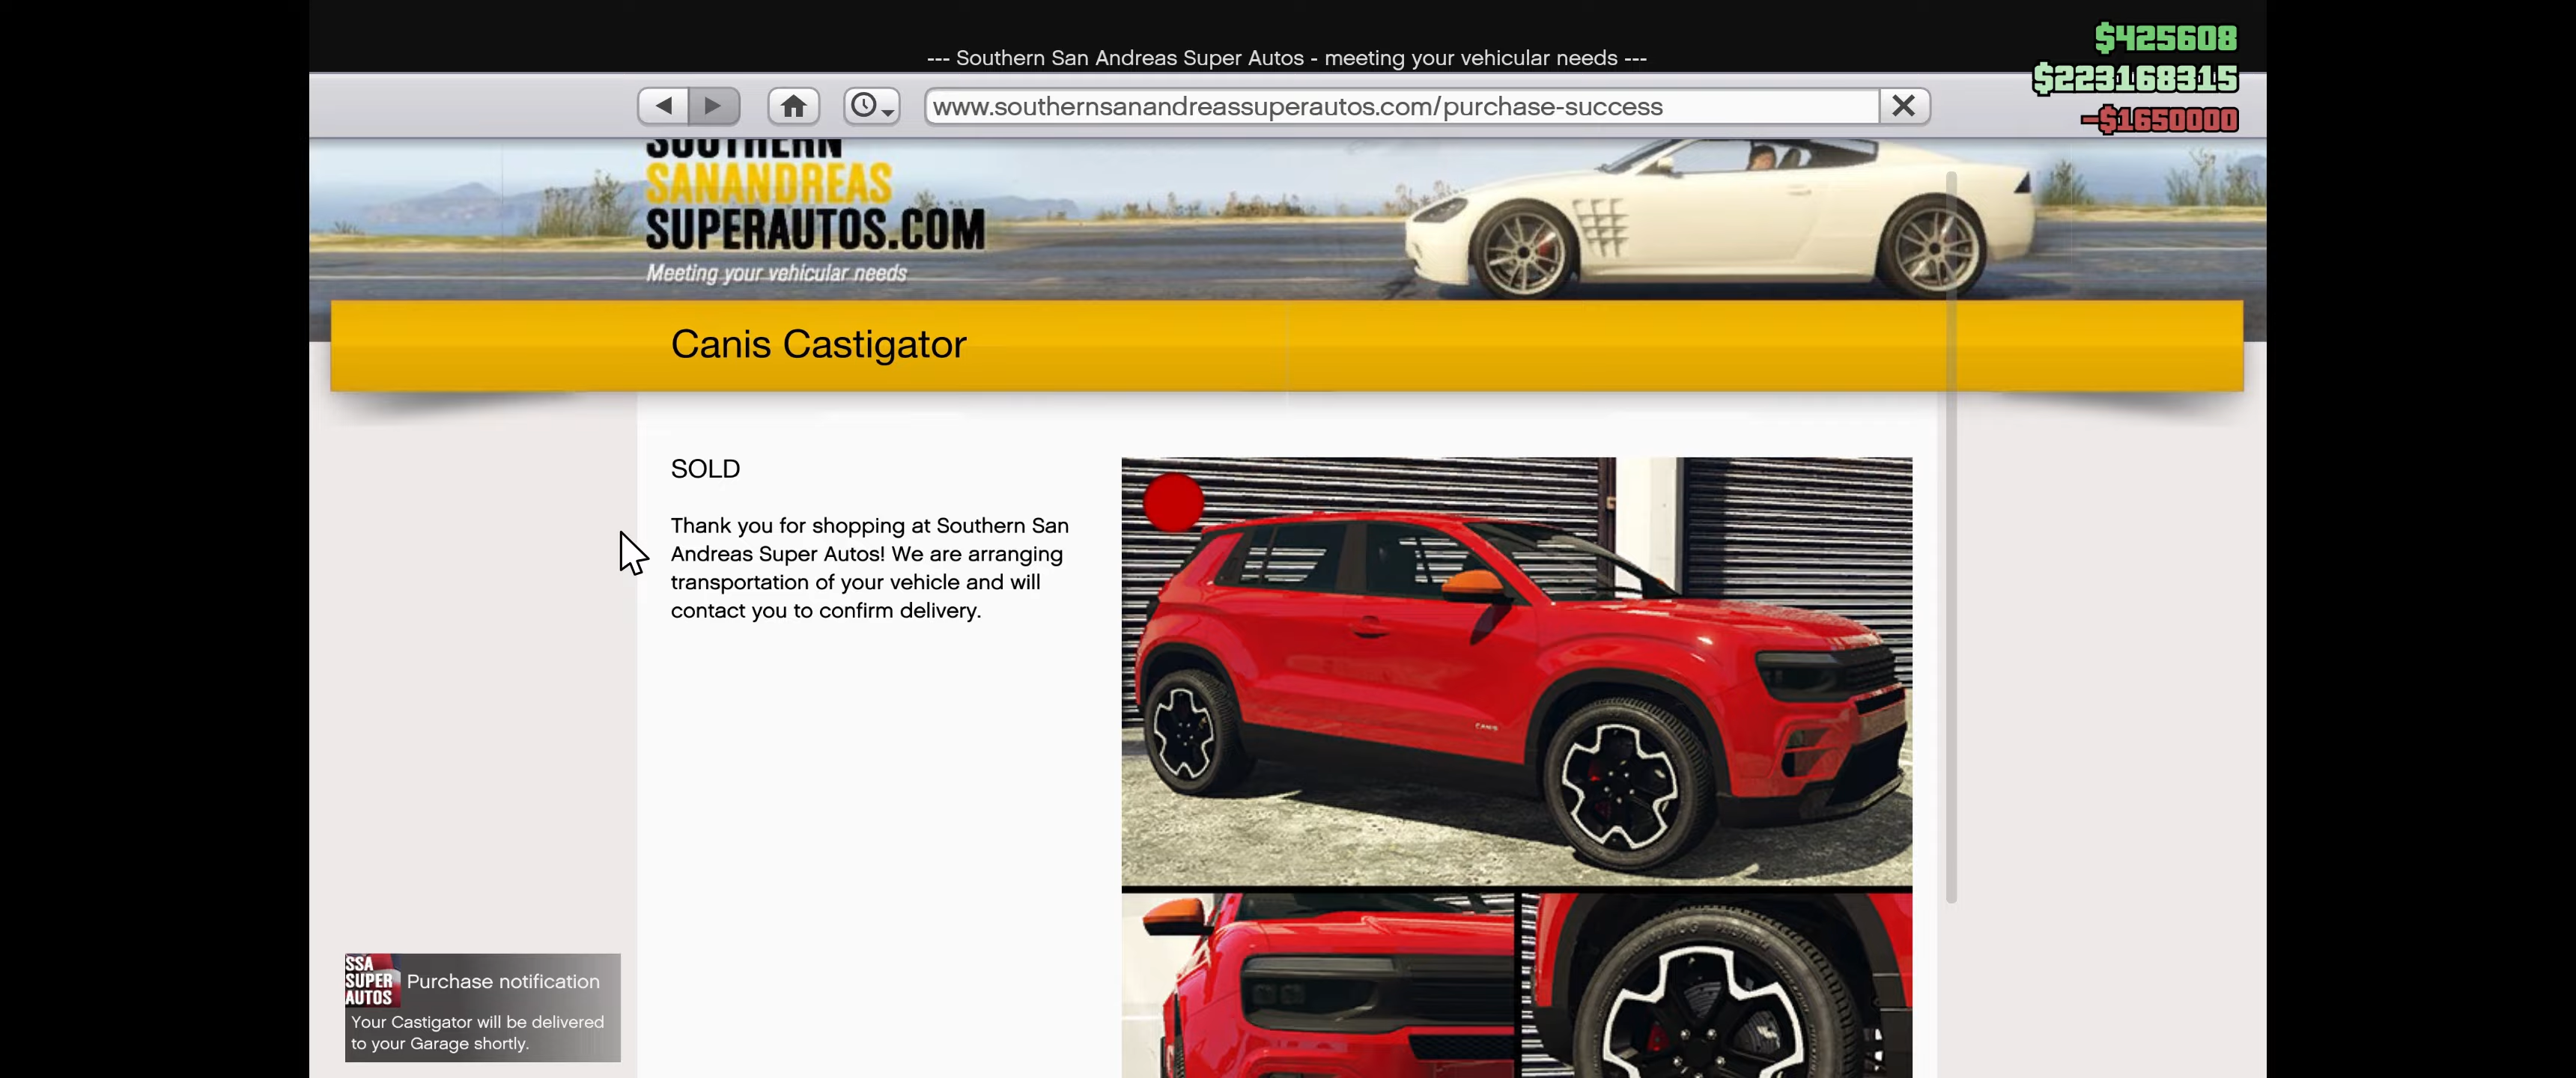 --- Southern San Andreas Super Autos - meeting your vehicular needs ---
$425608
$223168315
-$1650000
www.southernsanandreassuperautos.com/purchase-success
SOUTHERN
SANANDREAS
SUPERAUTOS.COM
Meeting your vehicular needs
Canis Castigator
SOLD
Thank you for shopping at Southern San
Andreas Super Autos! We are arranging
transportation of your vehicle and will
contact you to confirm delivery.
CANIS
SSA
SUPER
AUTOS
Purchase notification
Your Castigator will be delivered
to your Garage shortly.